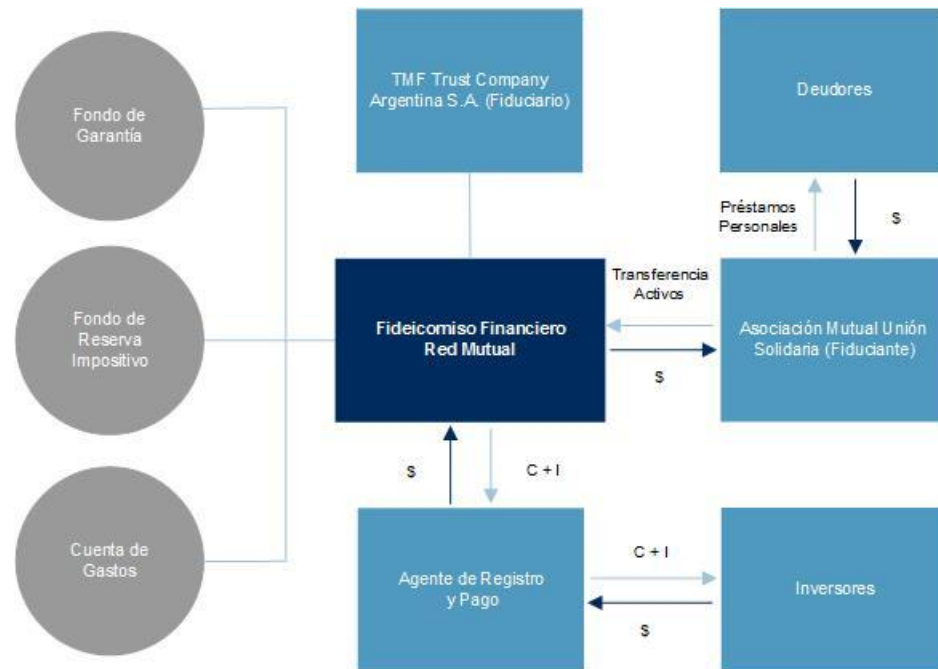 TMF Trust Company
Argentina S.A. (Fiduciario)
Deudores
Fondo de
Garantía
Préstamos
Personales
$
Transferencia
Activos
Fondo de
Reserva
Impositivo
Fideicomiso Financiero
Red Mutual
Asociación Mutual Unión
Solidaria (Fiduciante)
$
$
C + I
Cuenta de
Gastos
Agente de Registro
y Pago
C + I
$
Inversores